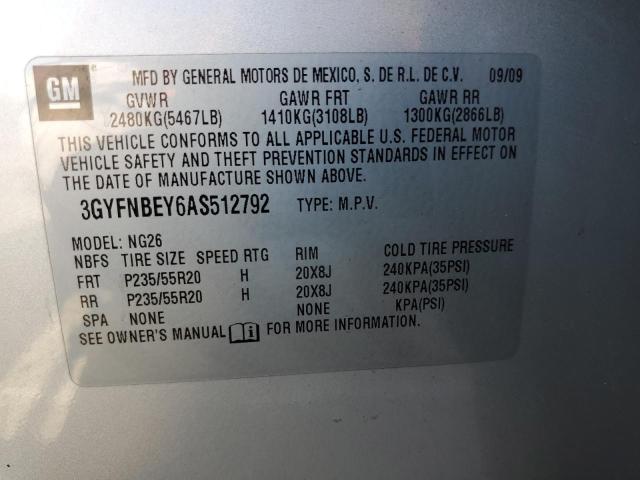 GM
MFD BY GENERAL MOTORS DE MEXICO, S. DE R.L. DE C.V. 09/09
GVWR GAWR FRT GAWR RR
2480KG(5467LB) 1410KG(3108LB) 1300KG(2866LB)
THIS VEHICLE CONFORMS TO ALL APPLICABLE U.S. FEDERAL MOTOR
VEHICLE SAFETY AND THEFT PREVENTION STANDARDS IN EFFECT ON
THE DATE OF MANUFACTURE SHOWN ABOVE.
3GYFNBEY6AS512792 TYPE: M.P.V.
MODEL: NG26
NBFS TIRE SIZE SPEED RTG RIM COLD TIRE PRESSURE
FRT P235/55R20 H 20X8J 240KPA(35PSI)
RR P235/55R20 H 20X8J 240KPA(35PSI)
SPA NONE NONE KPA(PSI)
SEE OWNER'S MANUAL i FOR MORE INFORMATION.